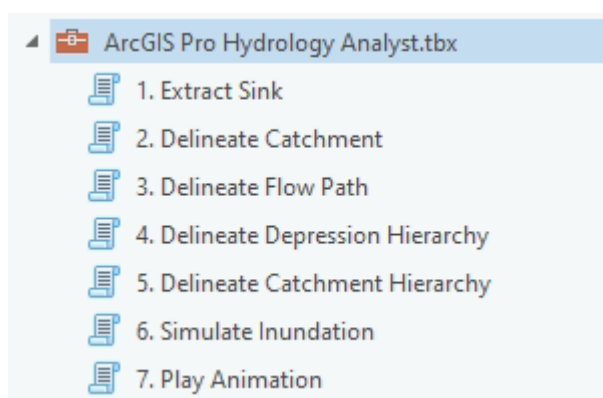 ArcGIS Pro Hydrology Analyst.tbx
1. Extract Sink
2. Delineate Catchment
3. Delineate Flow Path
4. Delineate Depression Hierarchy
5. Delineate Catchment Hierarchy
6. Simulate Inundation
7. Play Animation